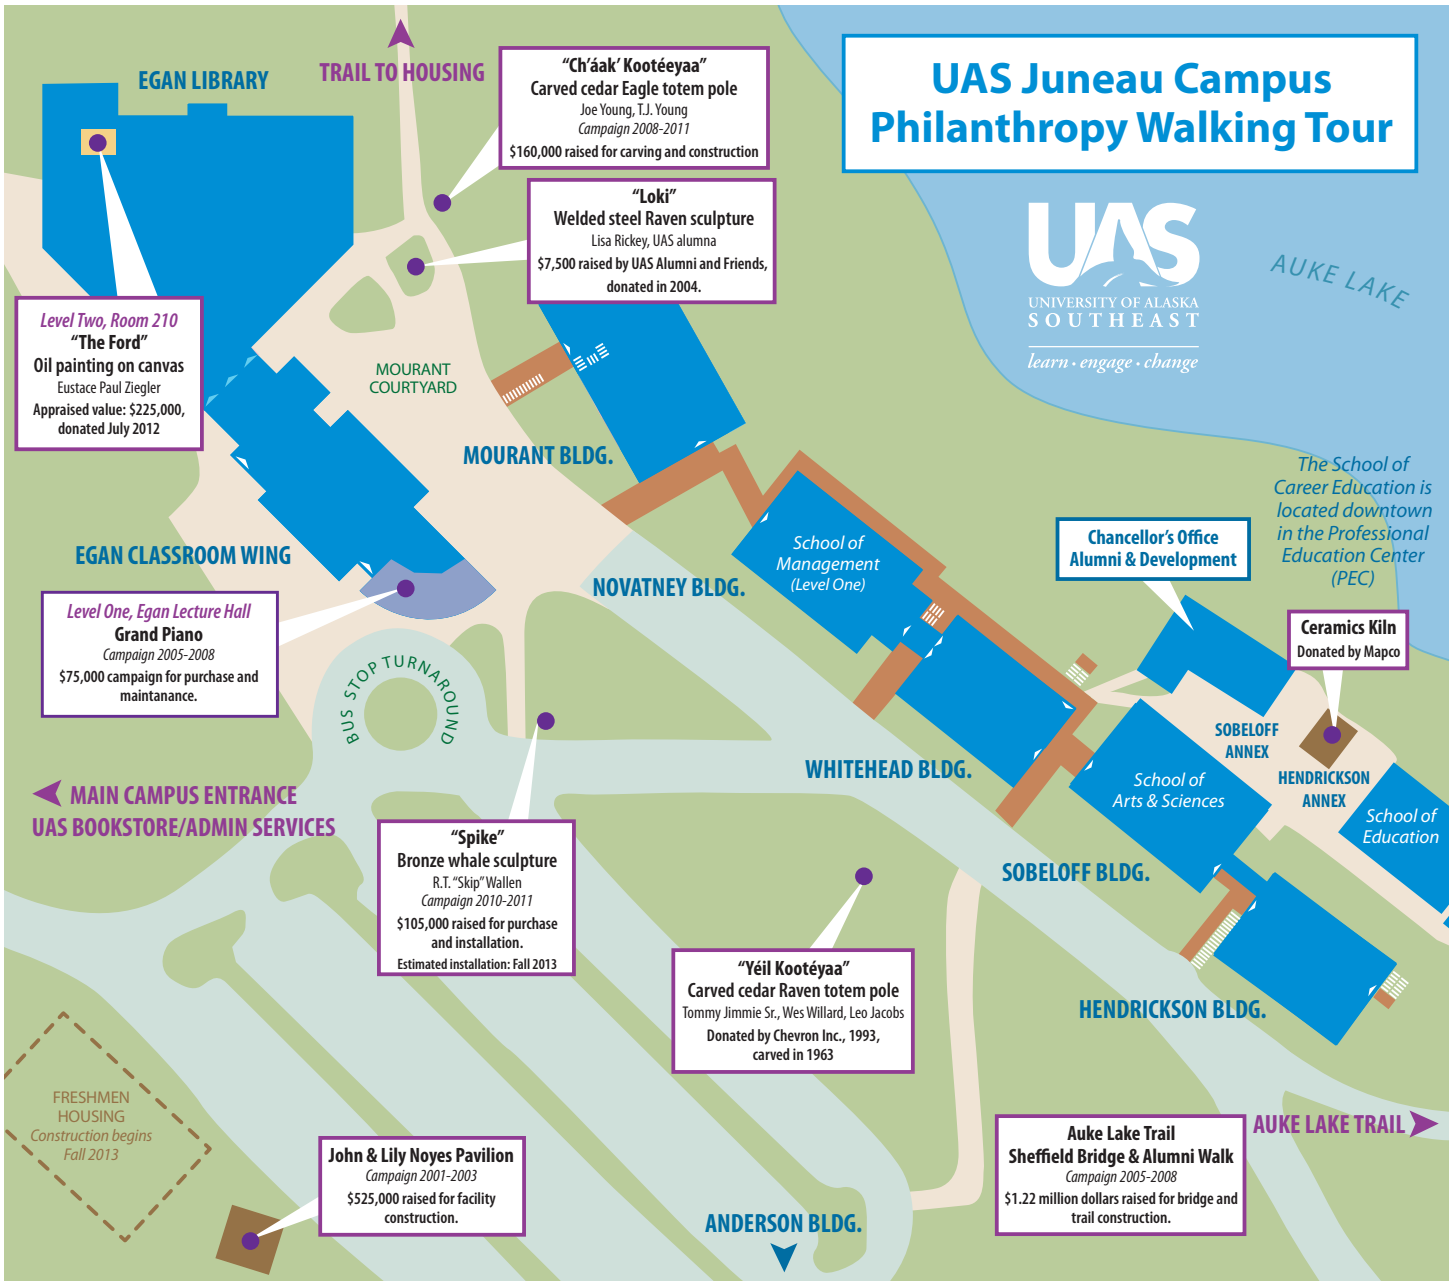 UAS Juneau Campus
Philanthropy Walking Tour
UAS
UNIVERSITY OF ALASKA
SOUTHEAST
learn • engage • change
AUKE LAKE
EGAN LIBRARY
TRAIL TO HOUSING
“Ch’áak’ Kootéeyaa”
Carved cedar Eagle totem pole
Joe Young, T.J. Young
Campaign 2008-2011
$160,000 raised for carving and construction
“Loki”
Welded steel Raven sculpture
Lisa Rickey, UAS alumna
$7,500 raised by UAS Alumni and Friends,
donated in 2004.
Level Two, Room 210
“The Ford”
Oil painting on canvas
Eustace Paul Ziegler
Appraised value: $225,000,
donated July 2012
MOURANT
COURTYARD
MOURANT BLDG.
The School of
Career Education is
located downtown
in the Professional
Education Center
(PEC)
School of
Management
(Level One)
Chancellor’s Office
Alumni & Development
EGAN CLASSROOM WING
NOVATNEY BLDG.
Level One, Egan Lecture Hall
Grand Piano
Campaign 2005-2008
$75,000 campaign for purchase and
maintanance.
Ceramics Kiln
Donated by Mapco
BUS STOP TURNAROUND
SOBELOFF
ANNEX
WHITEHEAD BLDG.
HENDRICKSON
ANNEX
School of
Arts & Sciences
School of
Education
MAIN CAMPUS ENTRANCE
UAS BOOKSTORE/ADMIN SERVICES
“Spike”
Bronze whale sculpture
R.T. “Skip” Wallen
Campaign 2010-2011
$105,000 raised for purchase
and installation.
Estimated installation: Fall 2013
SOBELOFF BLDG.
“Yéil Kootéyaa”
Carved cedar Raven totem pole
Tommy Jimmie Sr., Wes Willard, Leo Jacobs
Donated by Chevron Inc., 1993,
carved in 1963
HENDRICKSON BLDG.
FRESHMEN
HOUSING
Construction begins
Fall 2013
John & Lily Noyes Pavilion
Campaign 2001-2003
$525,000 raised for facility
construction.
ANDERSON BLDG.
Auke Lake Trail
Sheffield Bridge & Alumni Walk
Campaign 2005-2008
$1.22 million dollars raised for bridge and
trail construction.
AUKE LAKE TRAIL